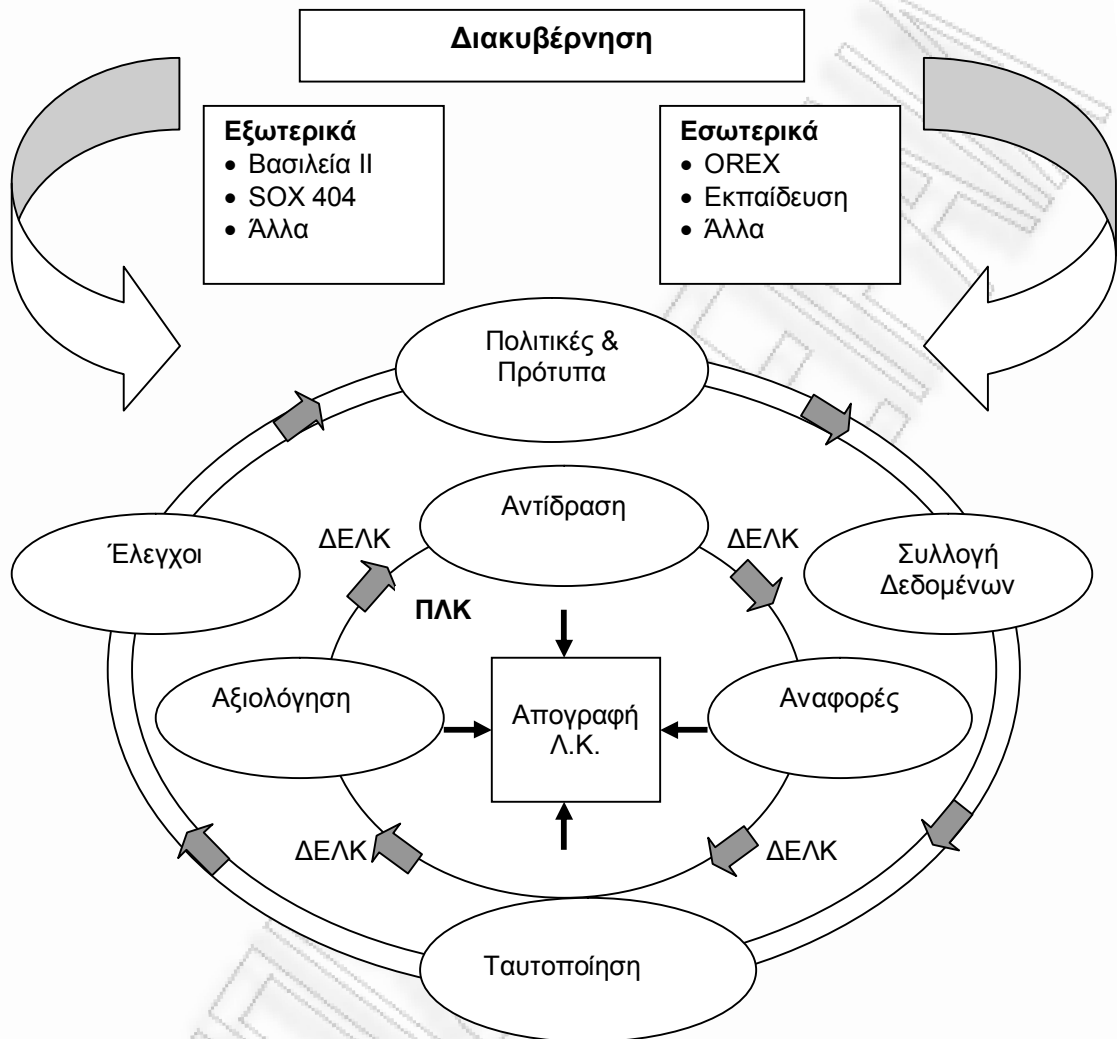 Διακυβέρνηση
Εξωτερικά
• Βασιλεία ΙΙ
• SOX 404
• Άλλα
Εσωτερικά
• OREX
• Εκπαίδευση
• Άλλα
Πολιτικές &
Πρότυπα
Αντίδραση
Έλεγχοι
ΔΕΛΚ
ΔΕΛΚ
Συλλογή
Δεδομένων
ΠΛΚ
Αξιολόγηση
Απογραφή
Λ.Κ.
Αναφορές
ΔΕΛΚ
ΔΕΛΚ
Ταυτοποίηση